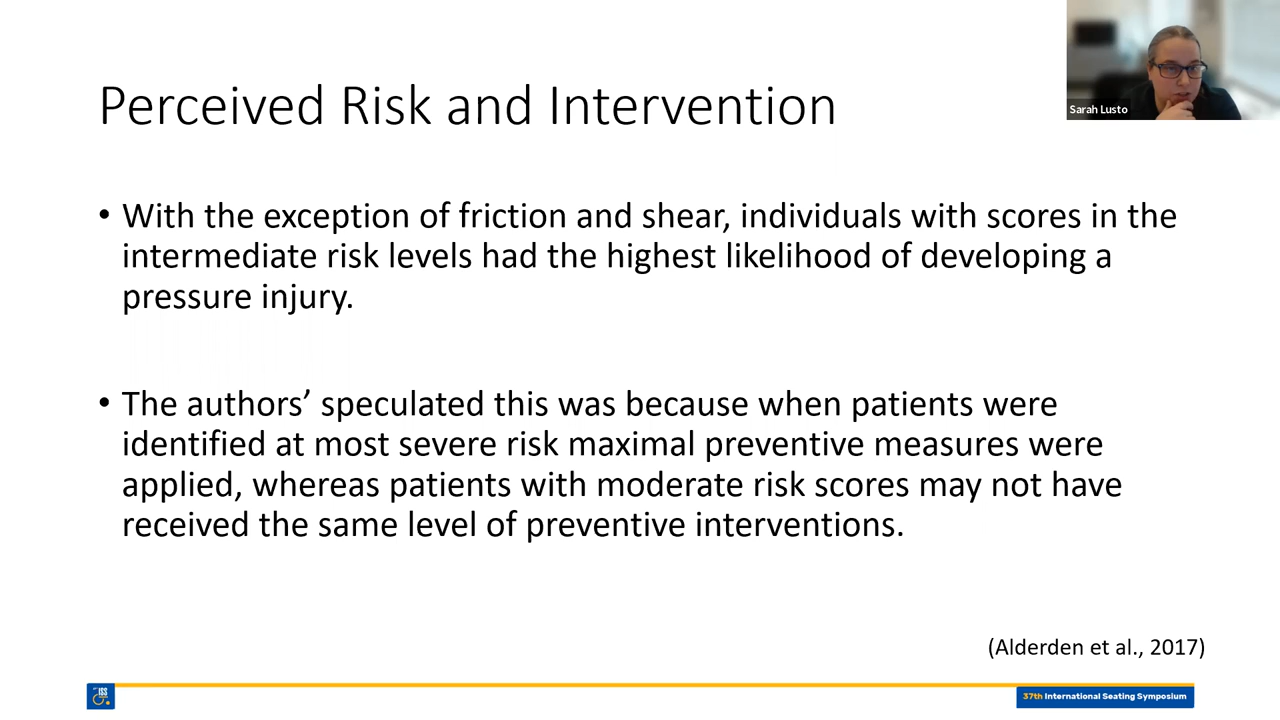 Perceived Risk and Intervention
Sarah Lusto
• With the exception of friction and shear, individuals with scores in the
intermediate risk levels had the highest likelihood of developing a
pressure injury.
• The authors’ speculated this was because when patients were
identified at most severe risk maximal preventive measures were
applied, whereas patients with moderate risk scores may not have
received the same level of preventive interventions.
(Alderden et al., 2017)
ISS
37th International Seating Symposium